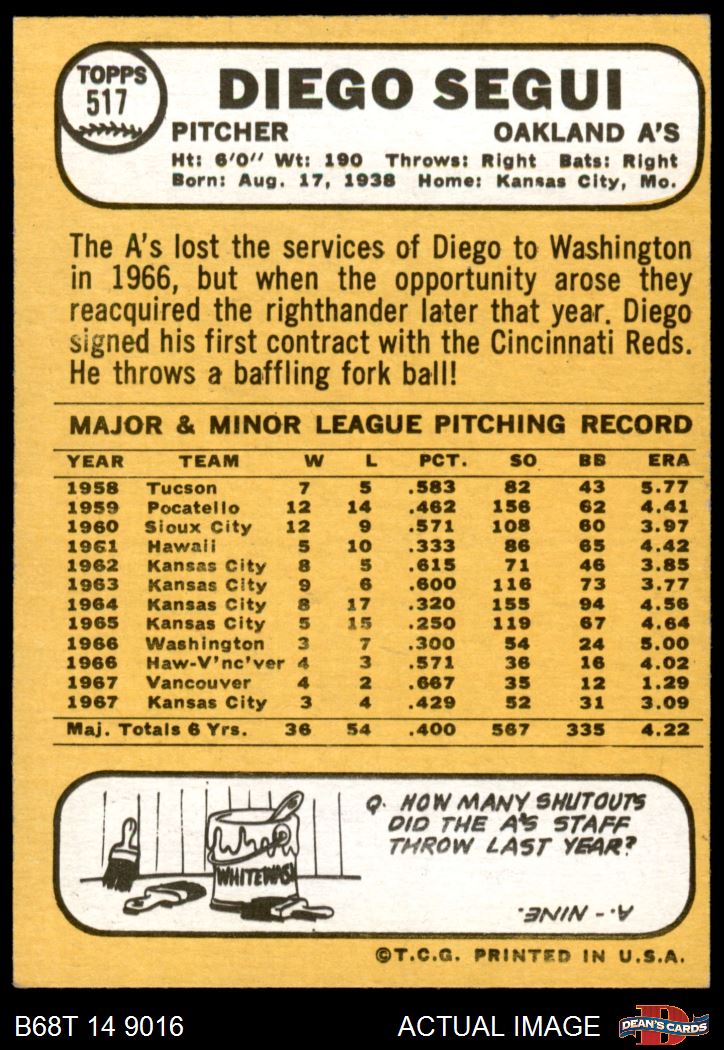 TOPPS
517
DIEGO SEGUI
PITCHER OAKLAND A'S
Ht: 6'0" Wt: 190 Throws: Right Bats: Right
Born: Aug. 17, 1938 Home: Kansas City, Mo.
The A's lost the services of Diego to Washington
in 1966, but when the opportunity arose they
reacquired the righthander later that year. Diego
signed his first contract with the Cincinnati Reds.
He throws a baffling fork ball!
MAJOR & MINOR LEAGUE PITCHING RECORD
YEAR TEAM W L PCT. SO BB ERA
1958 Tucson 7 5 .583 82 43 5.77
1959 Pocatello 12 14 .462 156 62 4.41
1960 Sioux City 12 9 .571 108 60 3.97
1961 Hawaii 5 10 .333 86 65 4.42
1962 Kansas City 8 5 .615 71 46 3.85
1963 Kansas City 9 6 .600 116 73 3.77
1964 Kansas City 8 17 .320 155 94 4.56
1965 Kansas City 5 15 .250 119 67 4.64
1966 Washington 3 7 .300 54 24 5.00
1966 Haw-V'nc'ver 4 3 .571 36 16 4.02
1967 Vancouver 4 2 .667 35 12 1.29
1967 Kansas City 3 4 .429 52 31 3.09
Maj. Totals 6 Yrs. 36 54 .400 567 335 4.22
Q. HOW MANY SHUTOUTS
DID THE A'S STAFF
THROW LAST YEAR?
WHITEWASH
A.- NINE.
©T.C.G. PRINTED IN U.S.A.
B68T 14 9016 ACTUAL IMAGE
D
DEAN'S CARDS